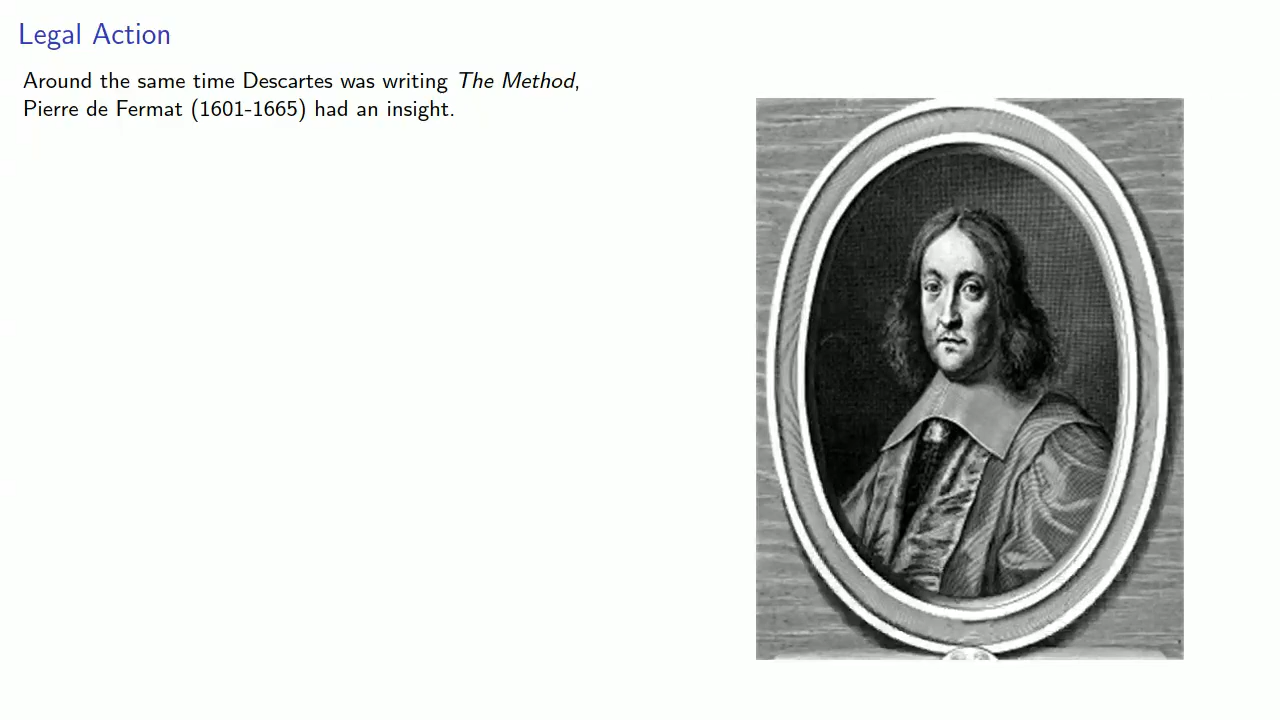 Legal Action
Around the same time Descartes was writing The Method,
Pierre de Fermat (1601-1665) had an insight.